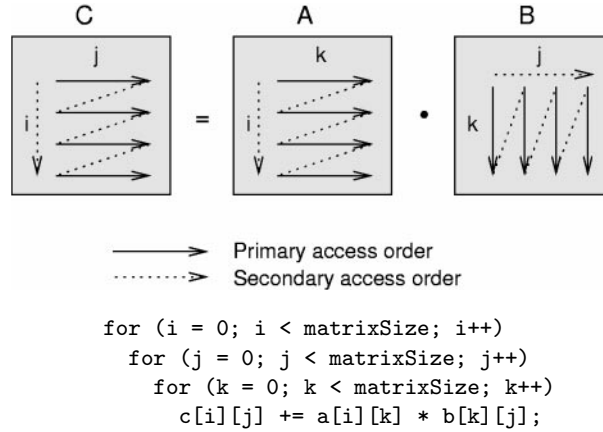 C A B
j k j
i = i • k
Primary access order
Secondary access order
for (i = 0; i < matrixSize; i++)
for (j = 0; j < matrixSize; j++)
for (k = 0; k < matrixSize; k++)
c[i][j] += a[i][k] * b[k][j];